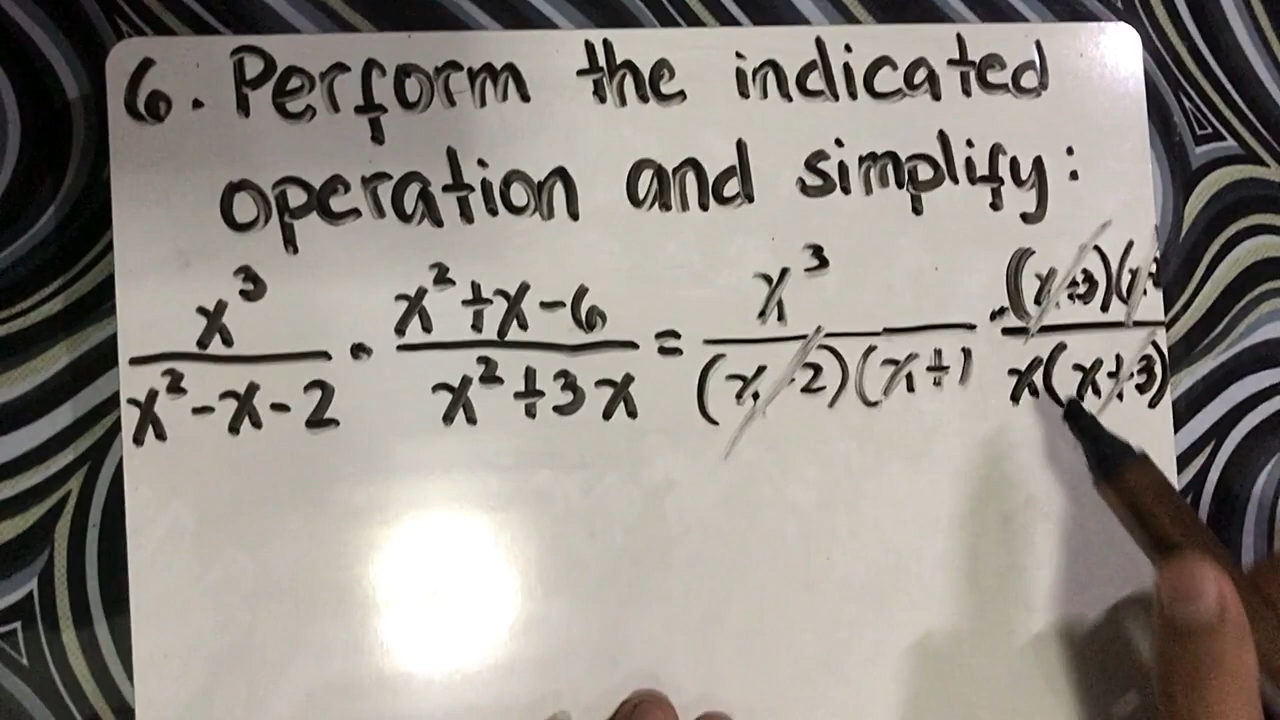 6. Perform the indicated
operation and simplify:
x³/(x²-x-2) · (x²+x-6)/(x²+3x) = x³/((x-2)(x+1) · (x+3)(x-2/x(x+3)